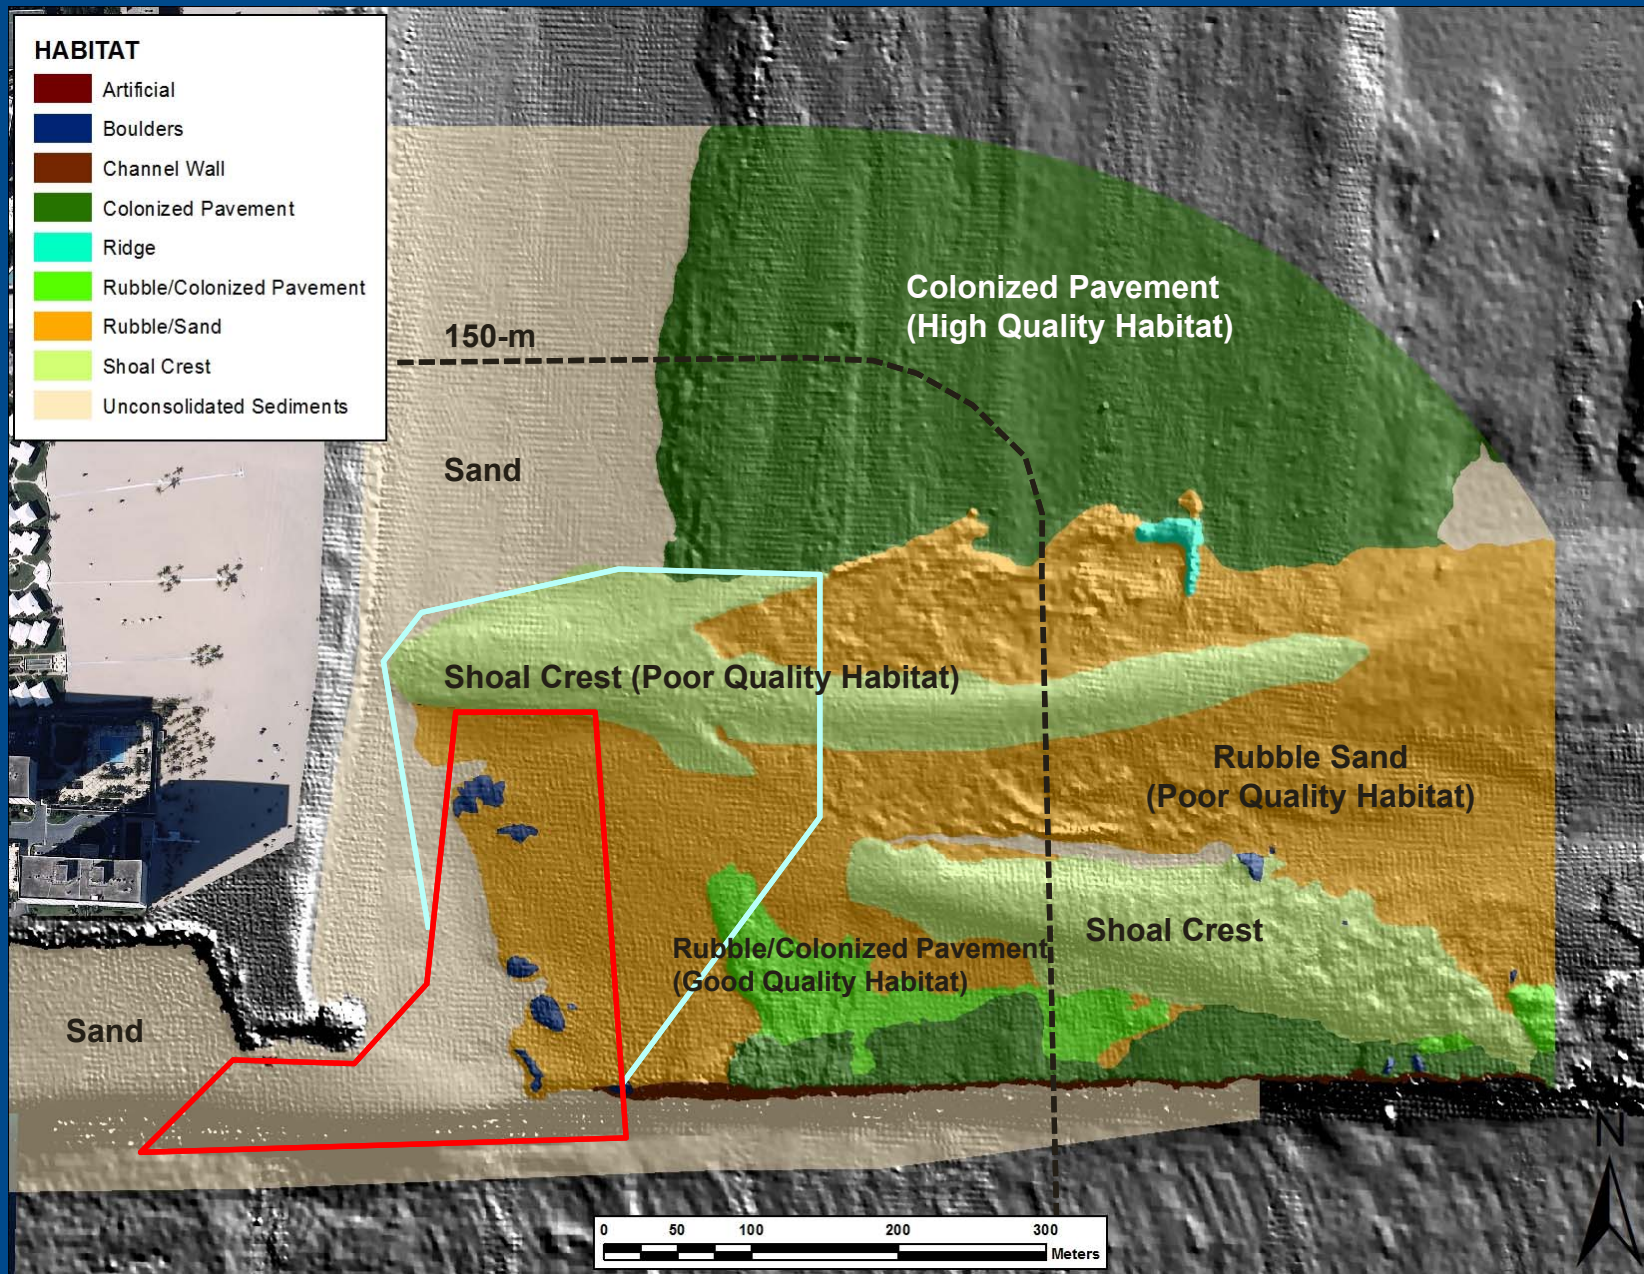 HABITAT
Artificial
Boulders
Channel Wall
Colonized Pavement
Ridge
Rubble/Colonized Pavement
Rubble/Sand
Shoal Crest
Unconsolidated Sediments
Colonized Pavement
(High Quality Habitat)
150-m
Sand
Shoal Crest (Poor Quality Habitat)
Rubble Sand
(Poor Quality Habitat)
Shoal Crest
Rubble/Colonized Pavement
(Good Quality Habitat)
Sand
N
0 50 100 200 300
Meters